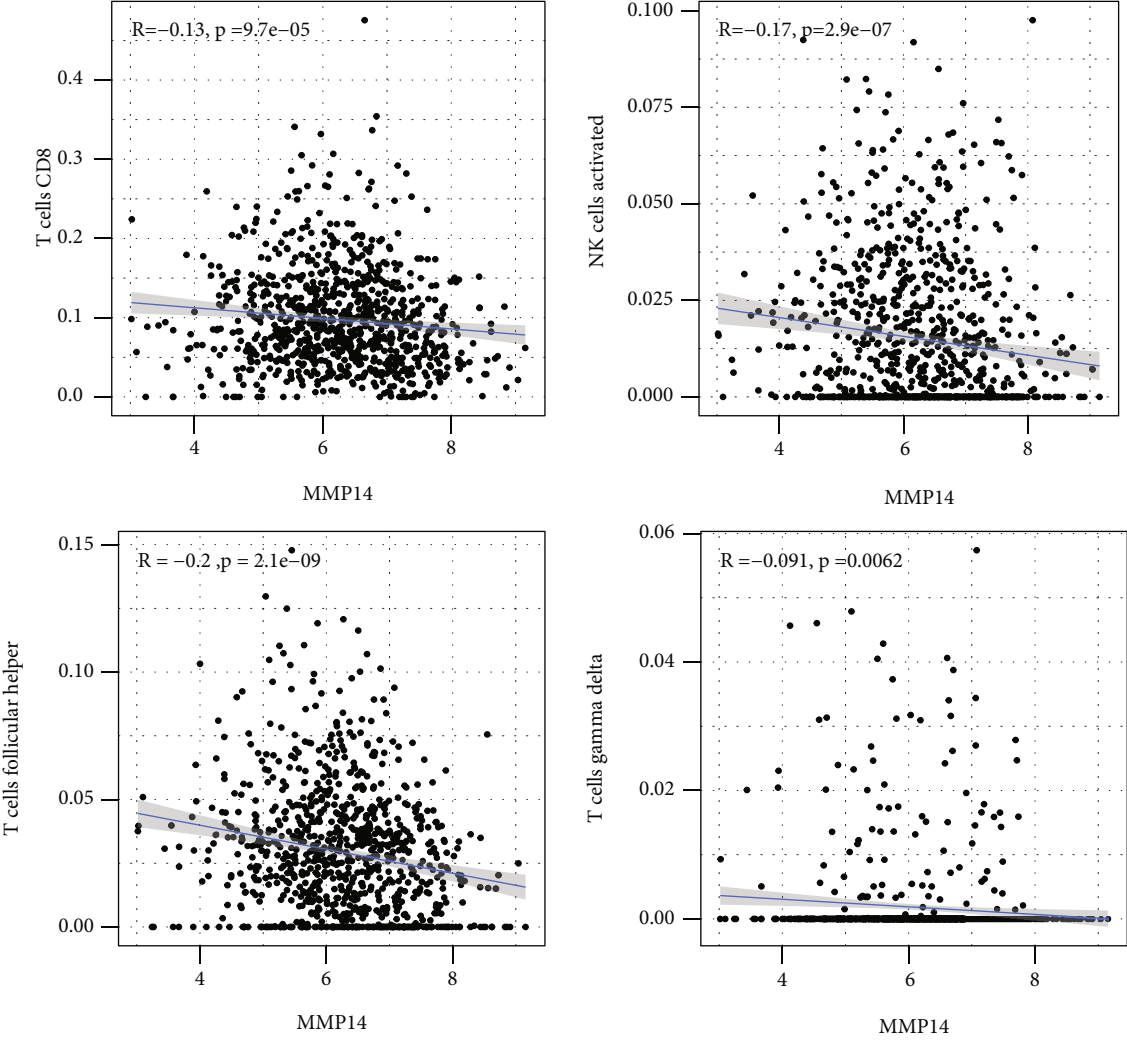 R=−0.13, p =9.7e−05
T cells CD8
0.4
0.3
0.2
0.1
0.0
4 6 8
MMP14
R=−0.17, p=2.9e−07
NK cells activated
0.100
0.075
0.050
0.025
0.000
4 6 8
MMP14
R = −0.2 ,p = 2.1e−09
T cells follicular helper
0.15
0.10
0.05
0.00
4 6 8
MMP14
R =−0.091, p =0.0062
T cells gamma delta
0.06
0.04
0.02
0.00
4 6 8
MMP14